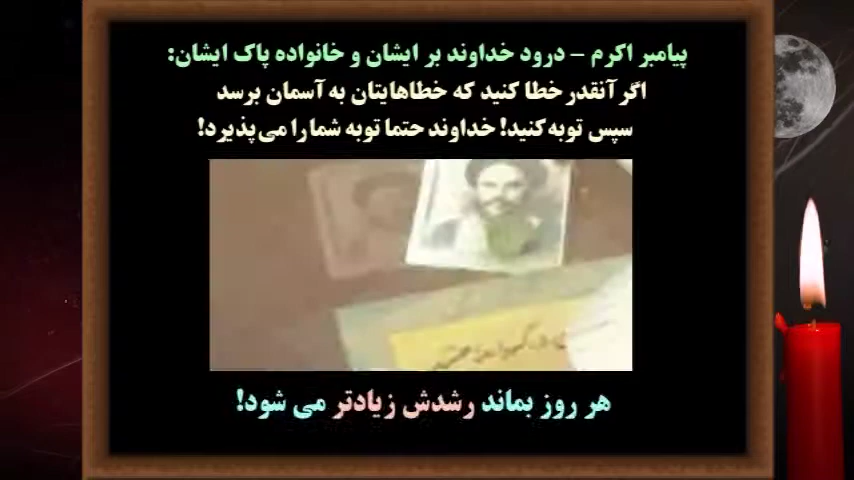 پیامبر اکرم – درود خداوند بر ایشان و خانواده پاک ایشان:
اگر آنقدر خطا کنید که خطاهایتان به آسمان برسد
سپس توبه کنید! خداوند حتما توبه شما را می‌پذیرد!
هر روز بماند رشدش زیادتر می شود!